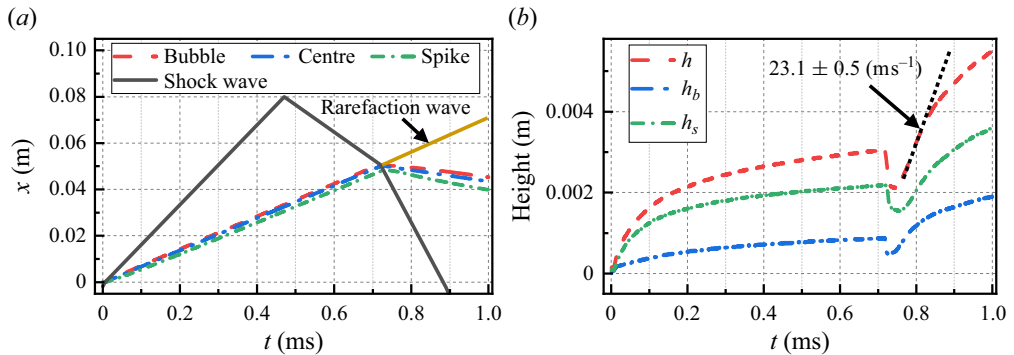 (a)
0.10
0.08
0.06
0.04
0.02
0
x (m)
Bubble
Centre
Spike
Shock wave
Rarefaction wave
0
0.2
0.4
0.6
0.8
1.0
t (ms)
(b)
0.004
0.002
0
Height (m)
h
h_b
h_s
23.1 ± 0.5 (ms⁻¹)
0
0.2
0.4
0.6
0.8
1.0
t (ms)